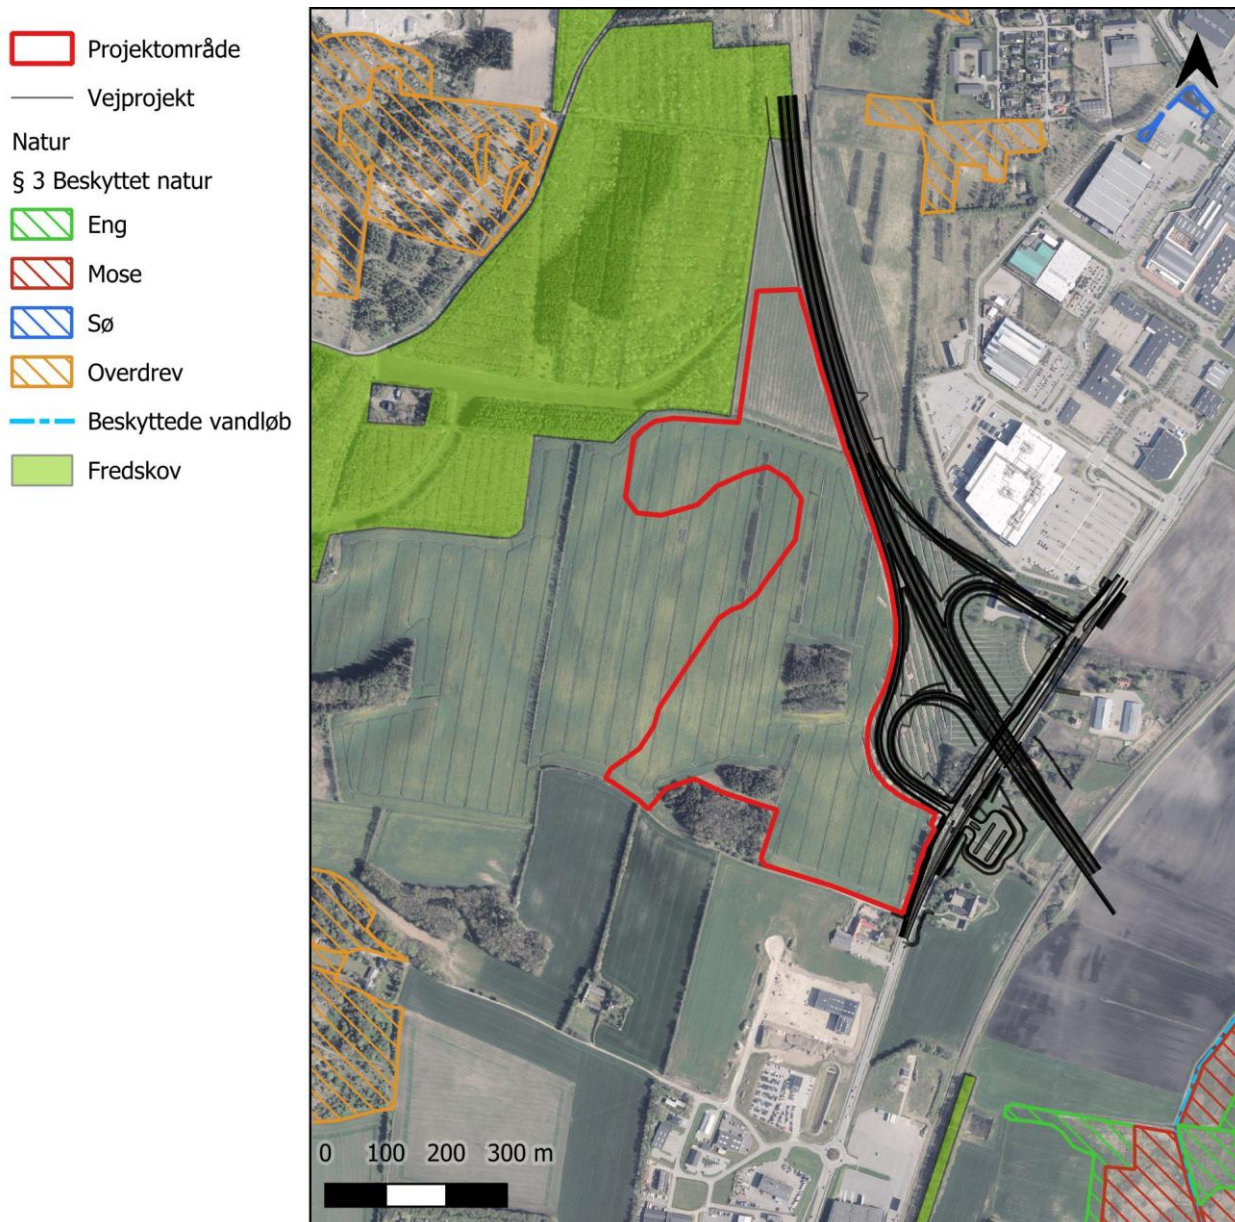 Projektområde
Vejprojekt
Natur
§ 3 Beskyttet natur
Eng
Mose
Sø
Overdrev
Beskyttede vandløb
Fredskov
0 100 200 300 m